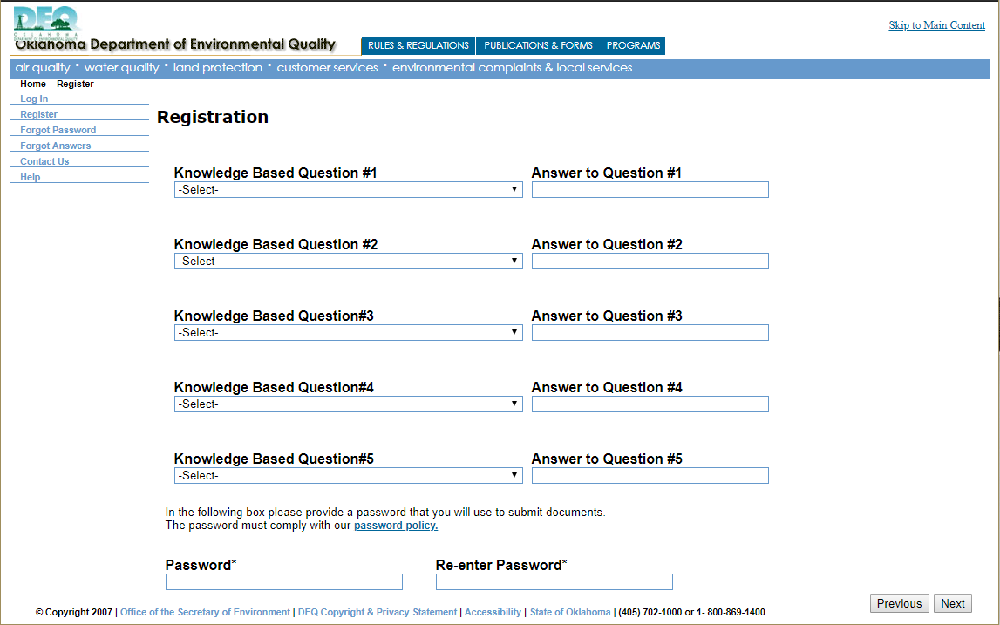 DEQ
OKLAHOMA
DEPARTMENT OF ENVIRONMENTAL QUALITY
Oklahoma Department of Environmental Quality
RULES & REGULATIONS PUBLICATIONS & FORMS PROGRAMS
Skip to Main Content
air quality * water quality * land protection * customer services * environmental complaints & local services
Home Register
Log In
Register
Forgot Password
Forgot Answers
Contact Us
Help
Registration
Knowledge Based Question #1 Answer to Question #1
-Select-
Knowledge Based Question #2 Answer to Question #2
-Select-
Knowledge Based Question#3 Answer to Question #3
-Select-
Knowledge Based Question#4 Answer to Question #4
-Select-
Knowledge Based Question#5 Answer to Question #5
-Select-
In the following box please provide a password that you will use to submit documents.
The password must comply with our password policy.
Password* Re-enter Password*
Previous Next
© Copyright 2007 | Office of the Secretary of Environment | DEQ Copyright & Privacy Statement | Accessibility | State of Oklahoma | (405) 702-1000 or 1- 800-869-1400